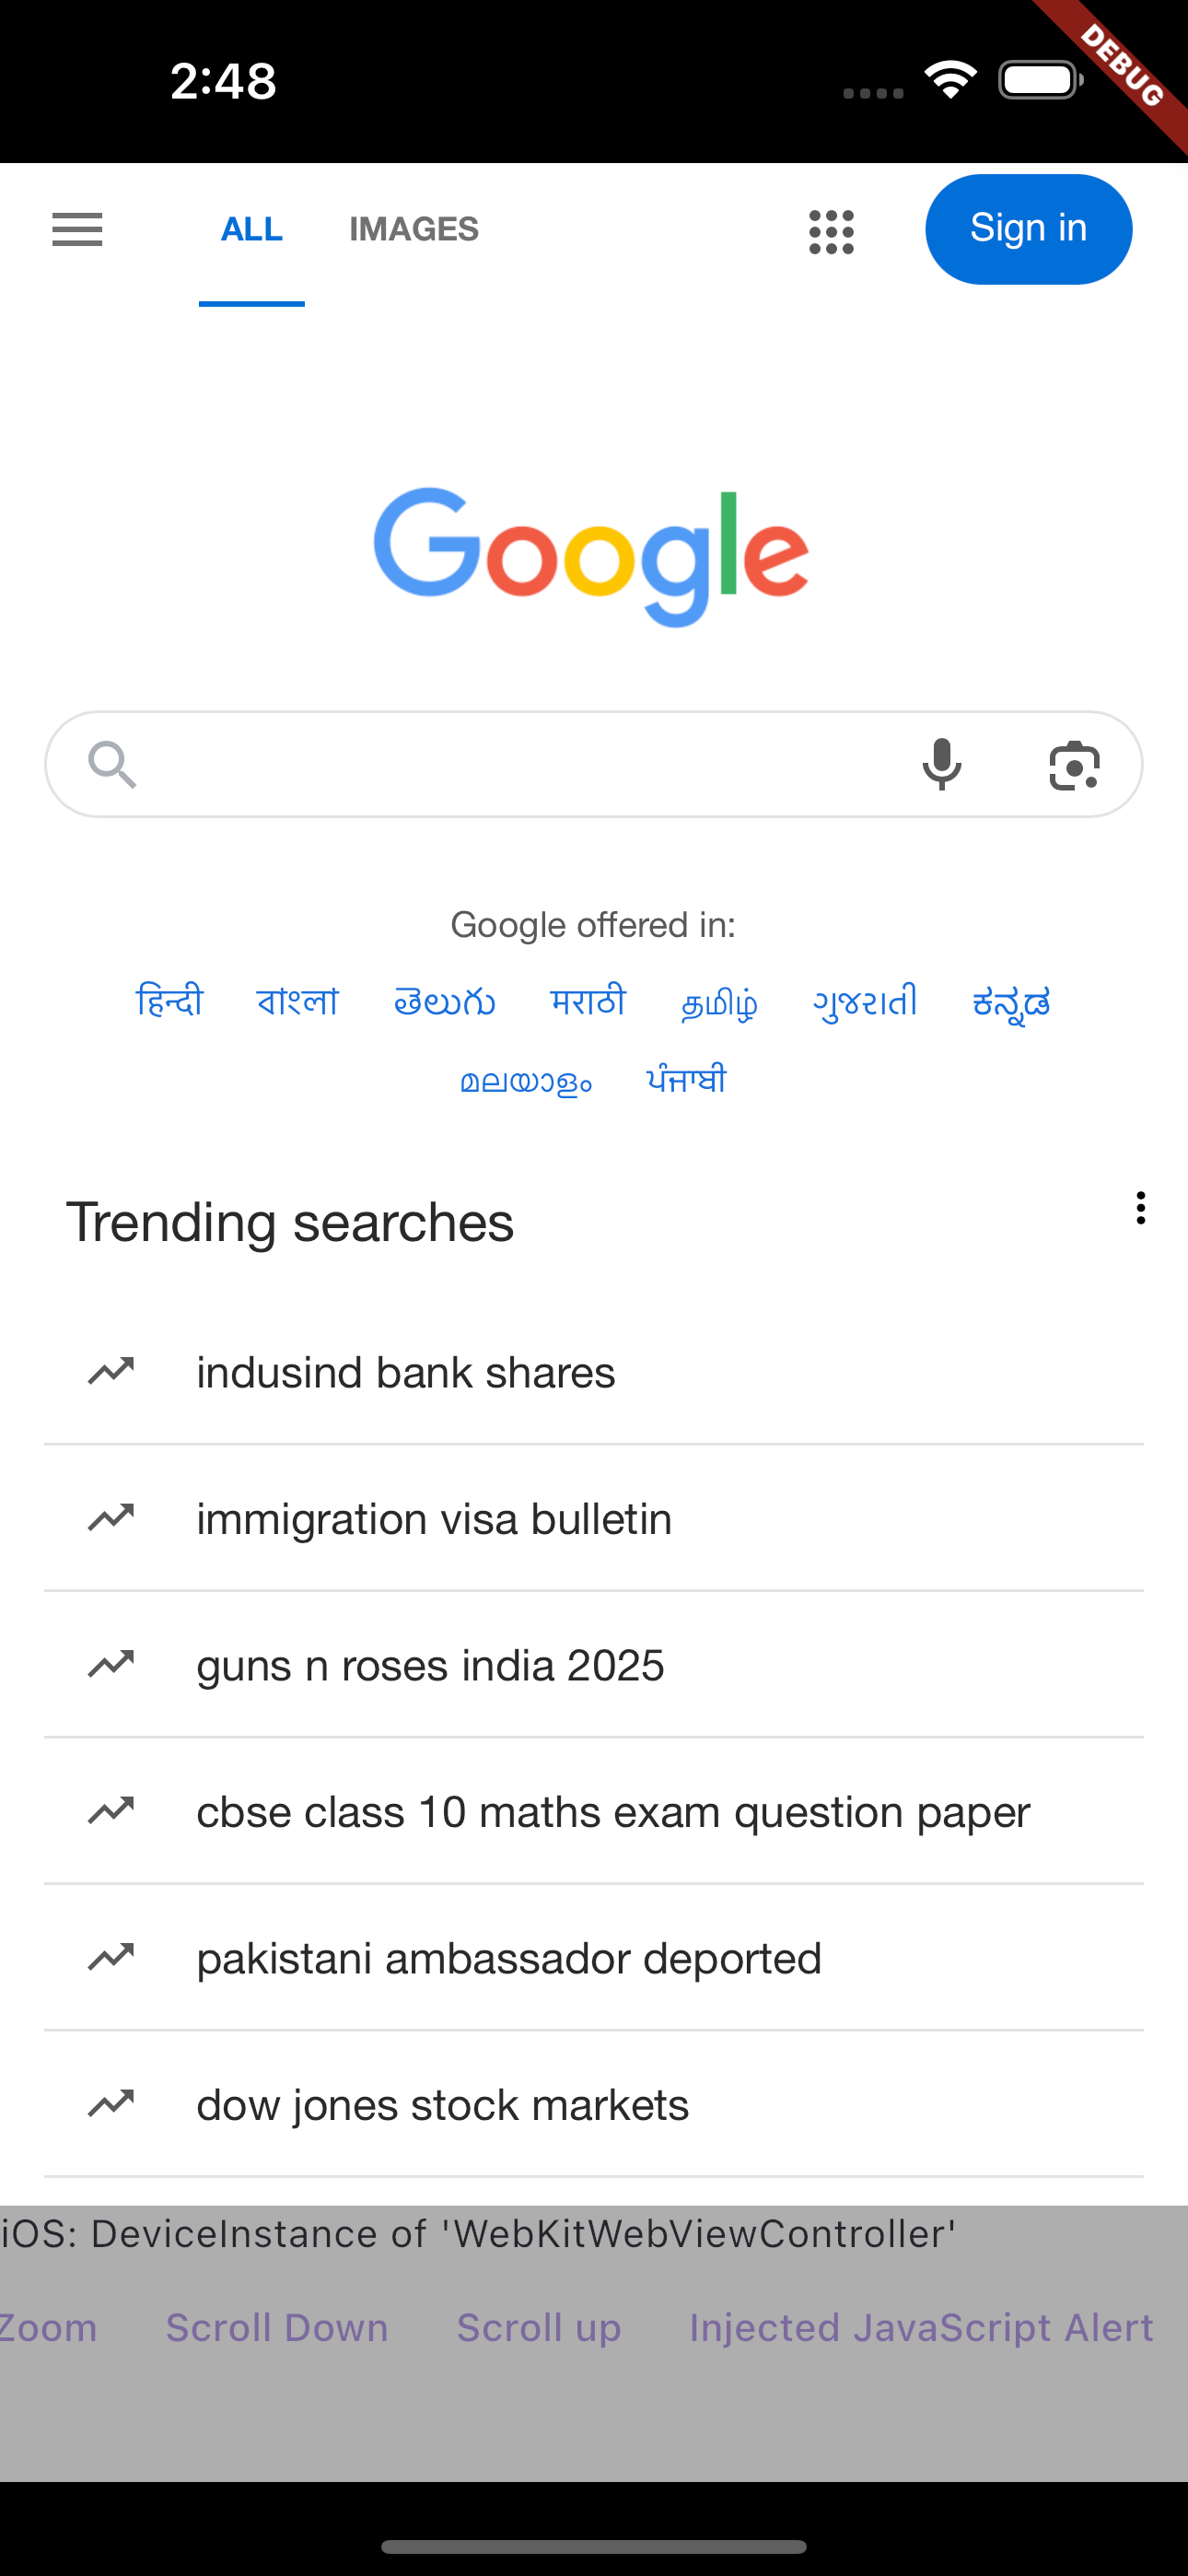 2:48
DEBUG
ALL IMAGES Sign in
Google
Google offered in:
हिन्दी বাংলা తెలుగు मराठी தமிழ் ગુજરાતી ಕನ್ನಡ
മലയാളം ਪੰਜਾਬੀ
Trending searches
indusind bank shares
immigration visa bulletin
guns n roses india 2025
cbse class 10 maths exam question paper
pakistani ambassador deported
dow jones stock markets
iOS: DeviceInstance of 'WebKitWebViewController'
Zoom Scroll Down Scroll up Injected JavaScript Alert